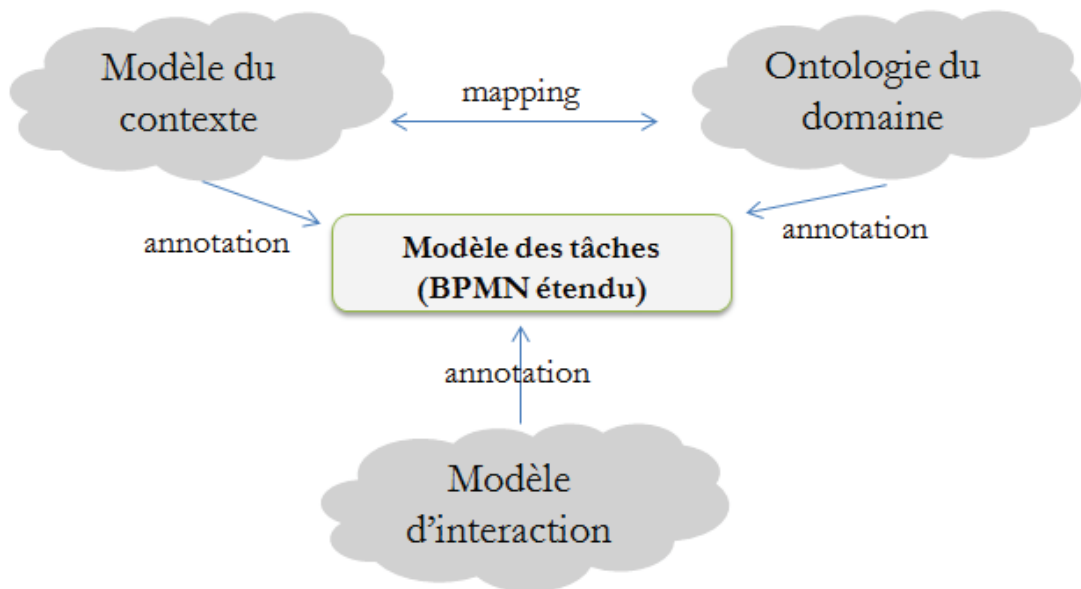 Modèle du
contexte
mapping
Ontologie du
domaine
annotation
annotation
Modèle des tâches
(BPMN étendu)
annotation
Modèle
d’interaction